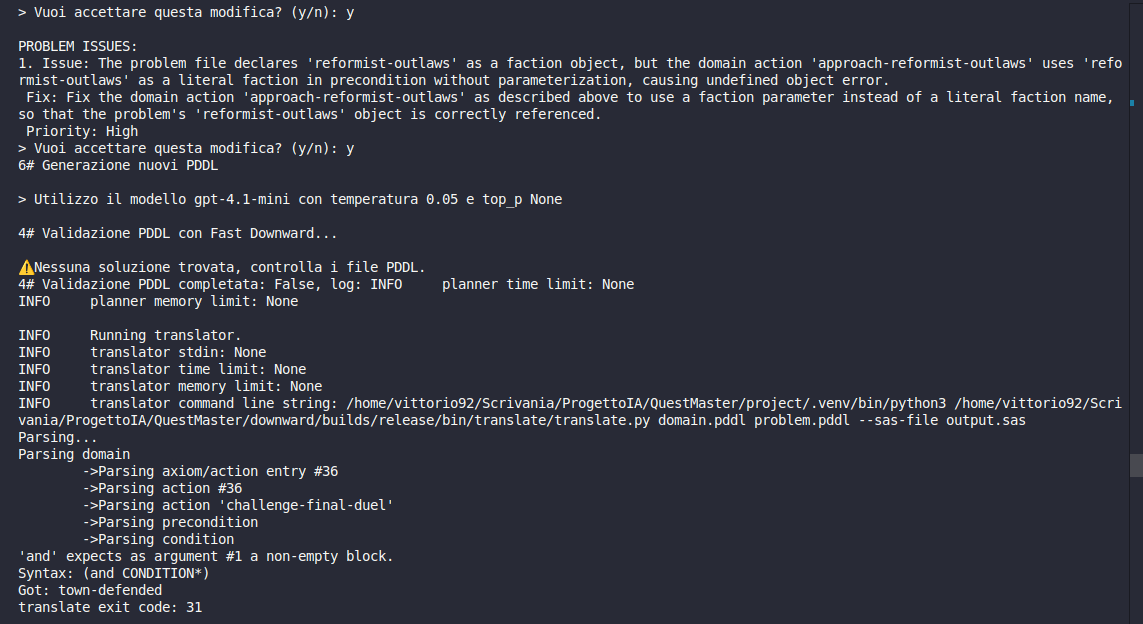 > Vuoi accettare questa modifica? (y/n): y
PROBLEM ISSUES:
1. Issue: The problem file declares 'reformist-outlaws' as a faction object, but the domain action 'approach-reformist-outlaws' uses 'refo
rmist-outlaws' as a literal faction in precondition without parameterization, causing undefined object error.
Fix: Fix the domain action 'approach-reformist-outlaws' as described above to use a faction parameter instead of a literal faction name,
so that the problem's 'reformist-outlaws' object is correctly referenced.
Priority: High
> Vuoi accettare questa modifica? (y/n): y
6# Generazione nuovi PDDL
> Utilizzo il modello gpt-4.1-mini con temperatura 0.05 e top_p None
4# Validazione PDDL con Fast Downward...
⚠️Nessuna soluzione trovata, controlla i file PDDL.
4# Validazione PDDL completata: False, log: INFO     planner time limit: None
INFO     planner memory limit: None
INFO     Running translator.
INFO     translator stdin: None
INFO     translator time limit: None
INFO     translator memory limit: None
INFO     translator command line string: /home/vittorio92/Scrivania/ProgettoIA/QuestMaster/project/.venv/bin/python3 /home/vittorio92/Scri
vania/ProgettoIA/QuestMaster/downward/builds/release/bin/translate/translate.py domain.pddl problem.pddl --sas-file output.sas
Parsing...
Parsing domain
->Parsing axiom/action entry #36
->Parsing action #36
->Parsing action 'challenge-final-duel'
->Parsing precondition
->Parsing condition
'and' expects as argument #1 a non-empty block.
Syntax: (and CONDITION*)
Got: town-defended
translate exit code: 31